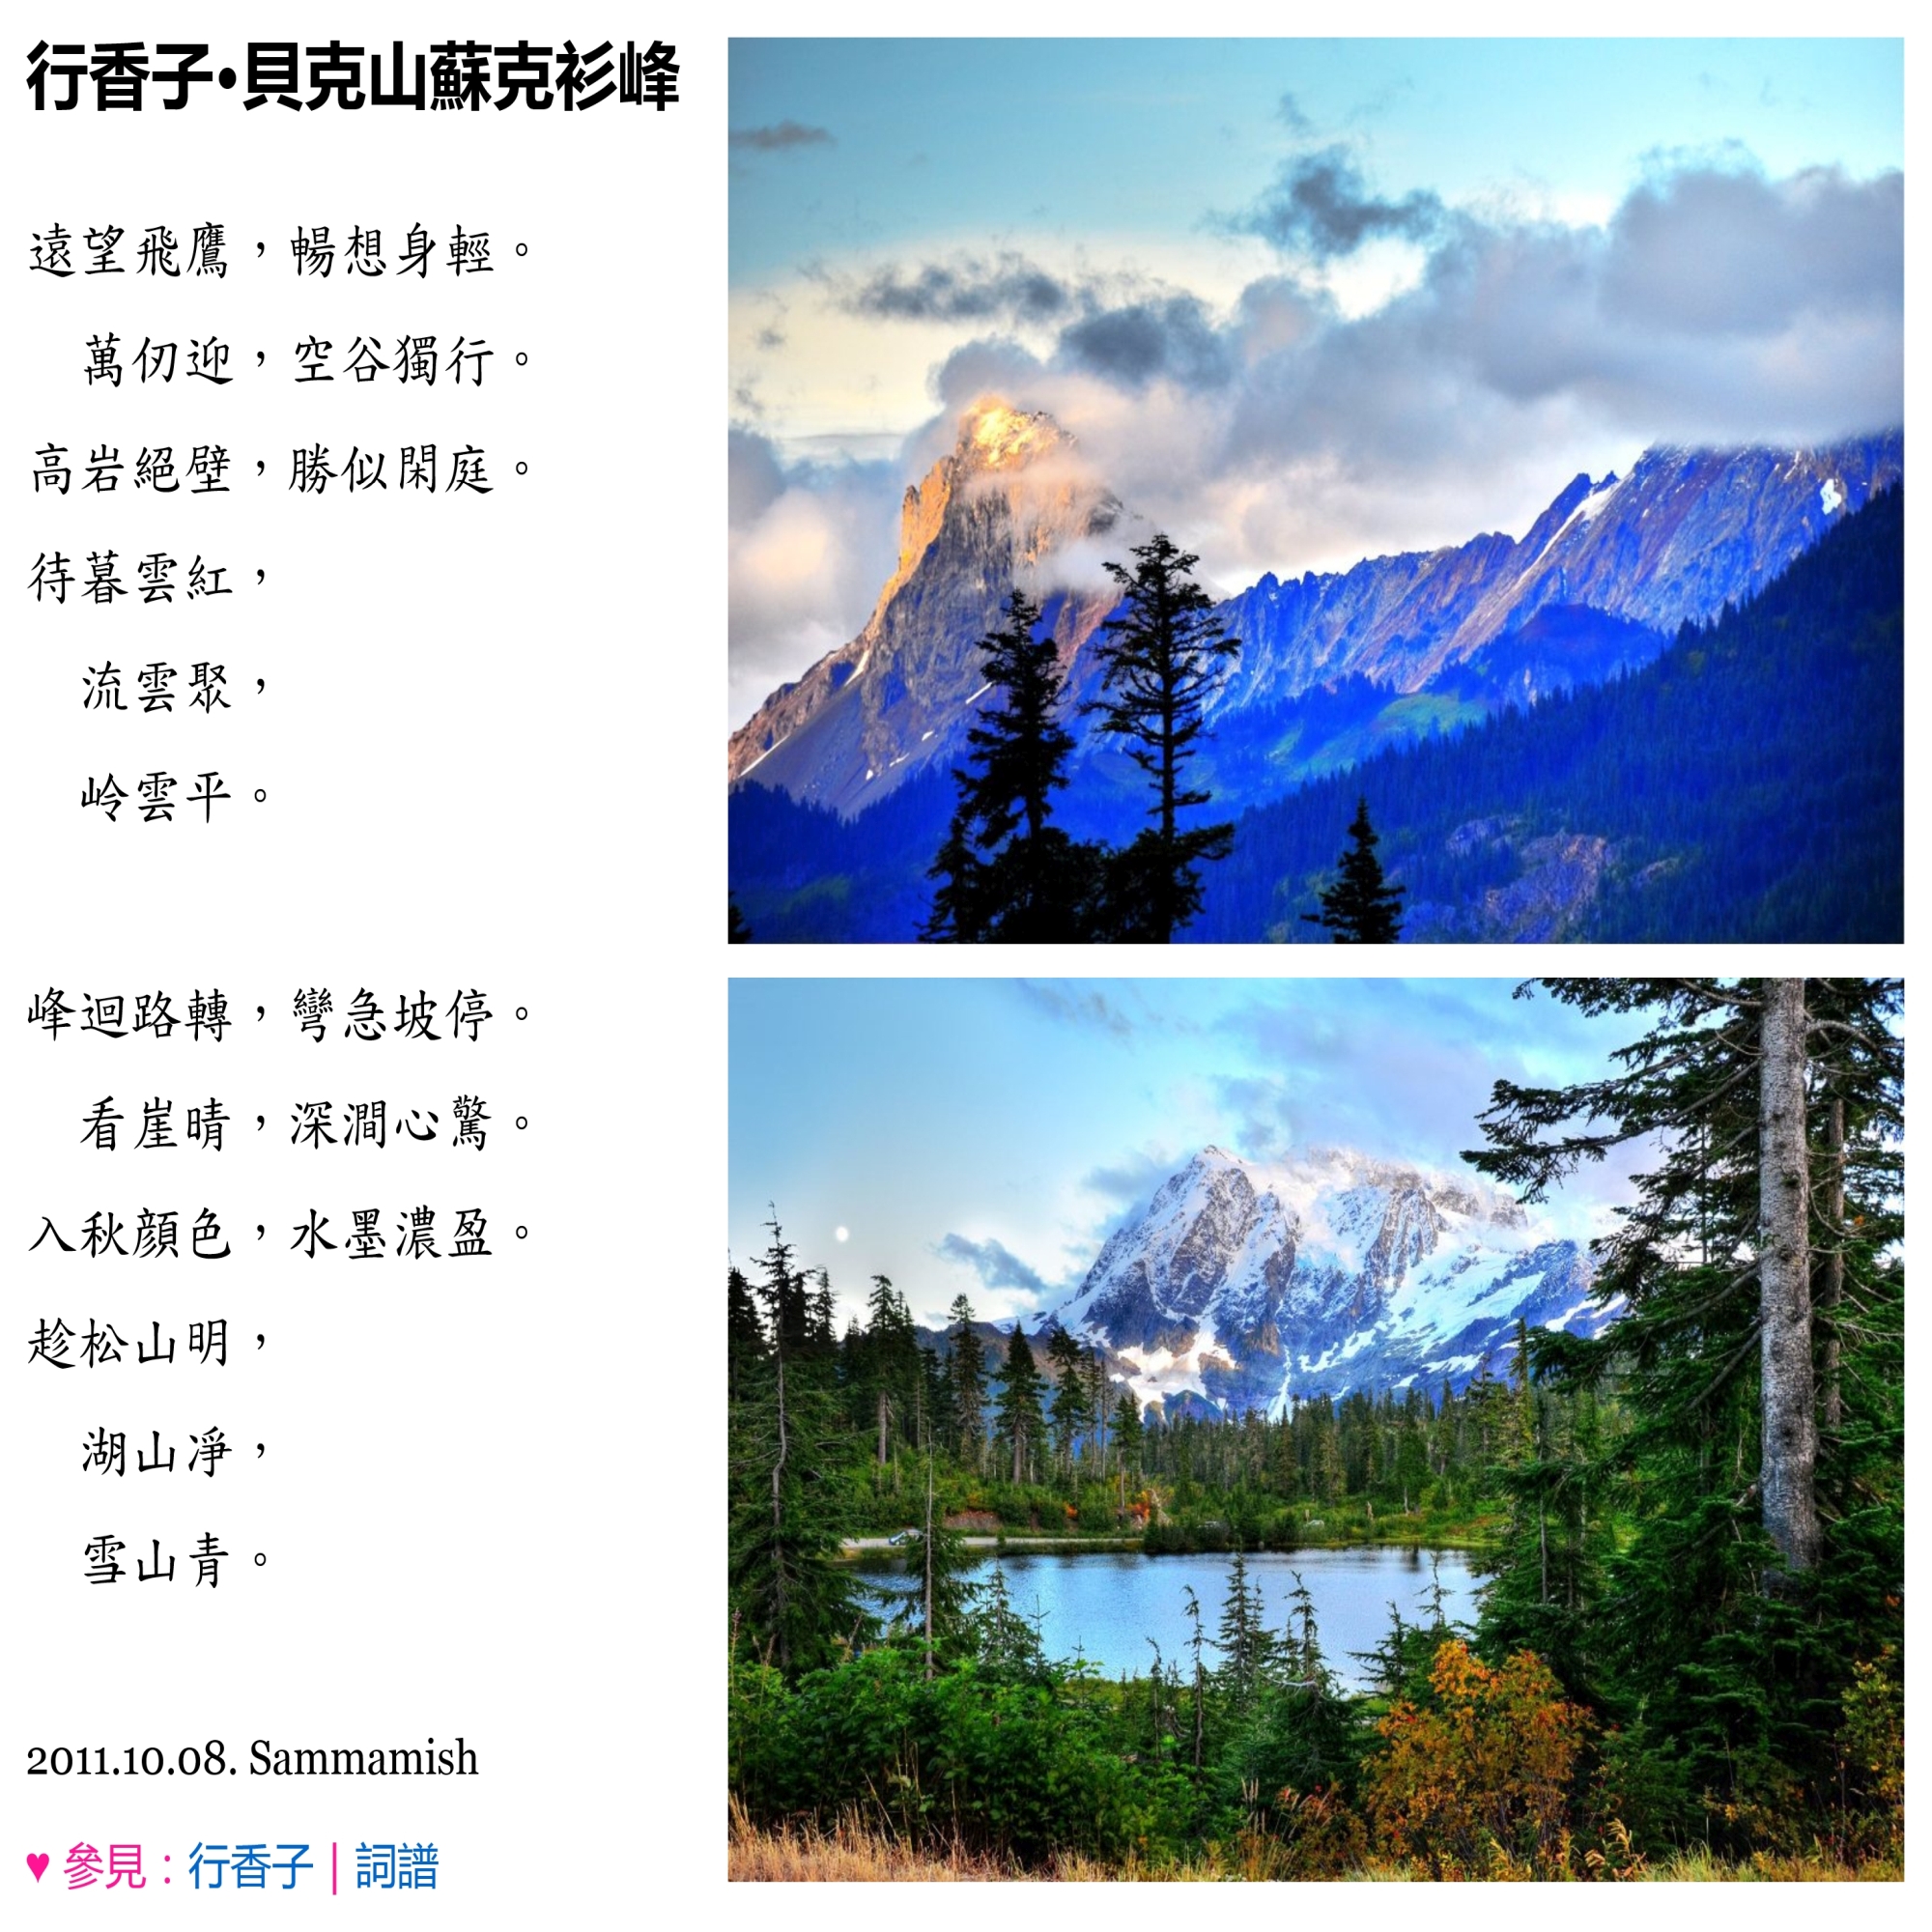 行香子•貝克山蘇克衫峰
遠望飛鷹，暢想身輕。
萬仞迎，空谷獨行。
高岩絕壁，勝似閑庭。
待暮雲紅，
流雲聚，
岭雲平。
峰迴路轉，彎急坡停。
看崖晴，深澗心驚。
入秋顏色，水墨濃盈。
趁松山明，
湖山凈，
雪山青。
2011.10.08. Sammamish
♥ 參見：行香子 | 詞譜